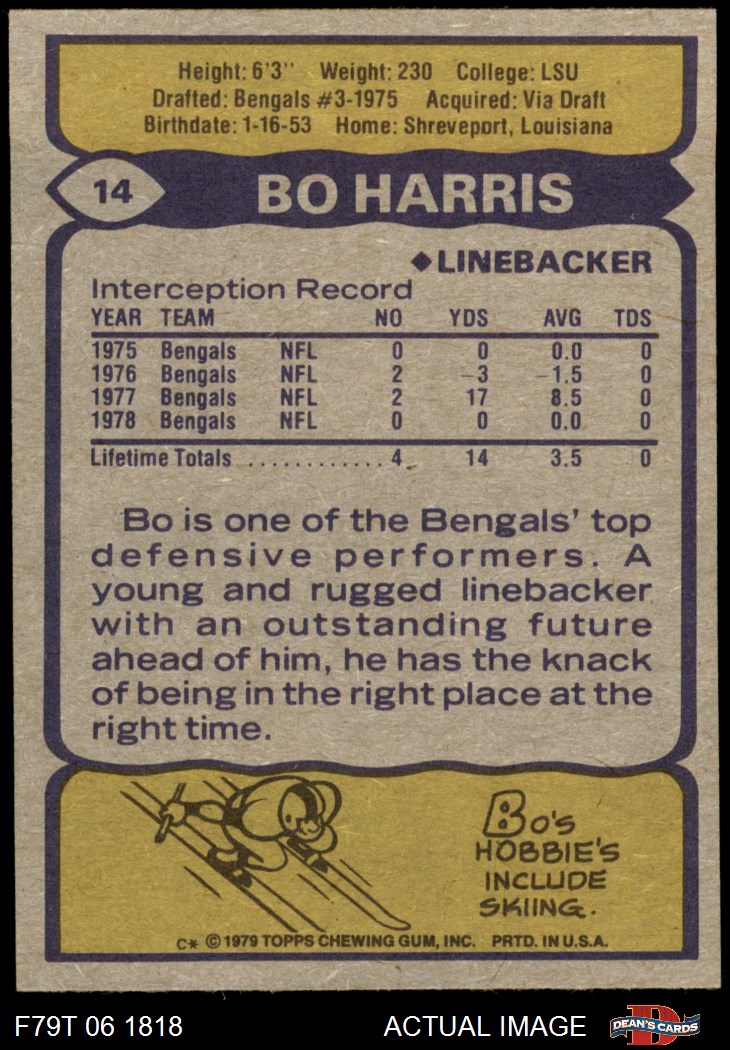 Height: 6'3" Weight: 230 College: LSU
Drafted: Bengals #3-1975 Acquired: Via Draft
Birthdate: 1-16-53 Home: Shreveport, Louisiana
14 BO HARRIS
◆LINEBACKER
Interception Record
YEAR TEAM NO YDS AVG TDS
1975 Bengals NFL 0 0 0.0 0
1976 Bengals NFL 2 -3 -1.5 0
1977 Bengals NFL 2 17 8.5 0
1978 Bengals NFL 0 0 0.0 0
Lifetime Totals ............ 4 14 3.5 0
Bo is one of the Bengals' top
defensive performers. A
young and rugged linebacker
with an outstanding future
ahead of him, he has the knack
of being in the right place at the
right time.
Bo's
HOBBIE'S
INCLUDE
SKIING.
C* © 1979 TOPPS CHEWING GUM, INC. PRTD. IN U.S.A.
F79T 06 1818 ACTUAL IMAGE D DEAN'S CARDS